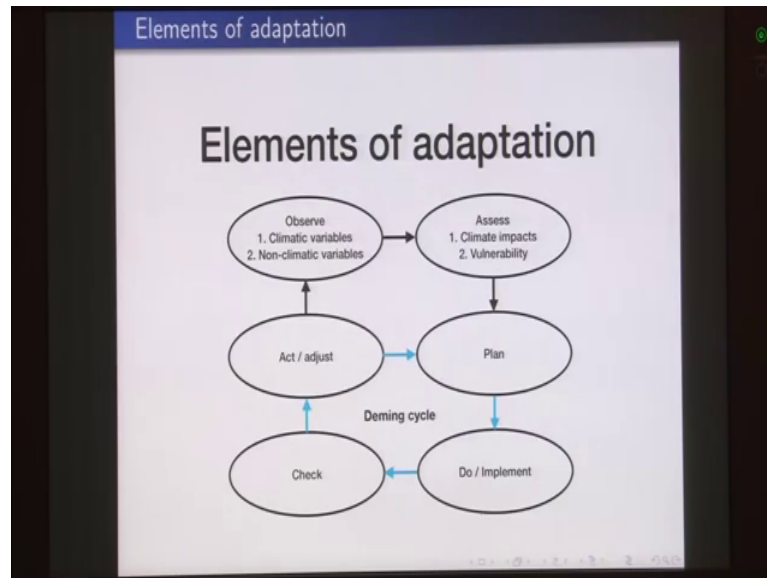 Elements of adaptation
Elements of adaptation
Observe
1. Climatic variables
2. Non-climatic variables
Assess
1. Climate impacts
2. Vulnerability
Act / adjust
Plan
Deming cycle
Check
Do / Implement